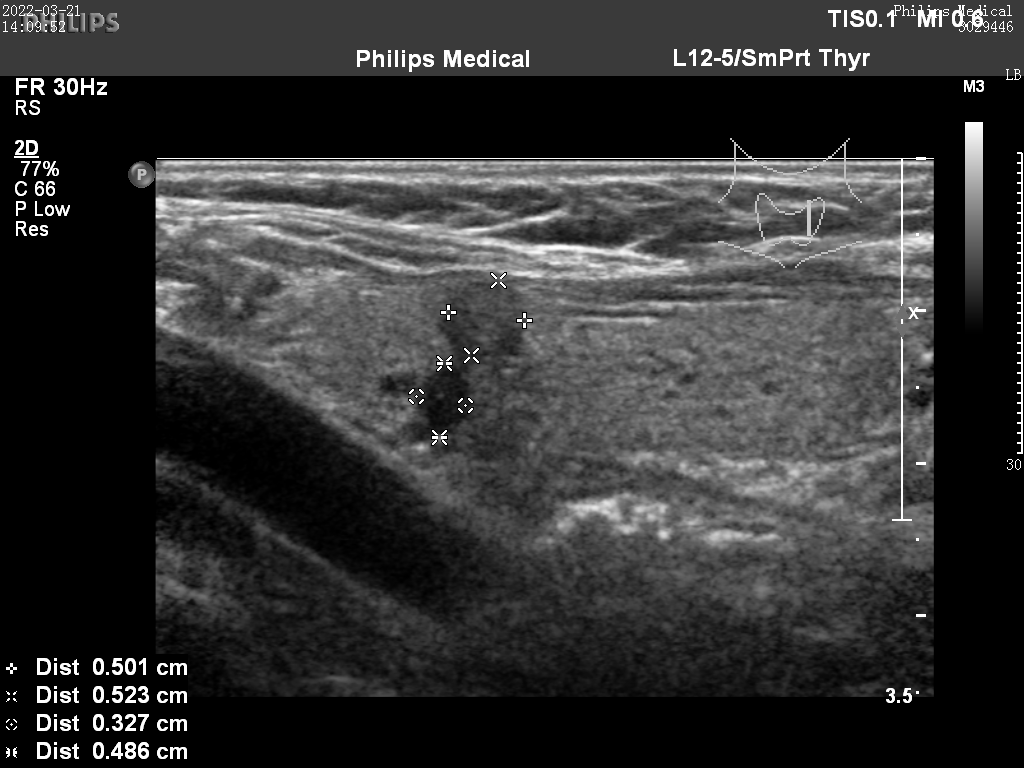 2022-03-21
14:09:52
PHILIPS
Philips Medical
L12-5/SmPrt Thyr
TIS0.1 MI 0.6
Philips Medical
LB
FR 30Hz
RS
M3
2D
77%
C 66
P Low
Res
P
X
30
3.5
Dist 0.501 cm
Dist 0.523 cm
Dist 0.327 cm
Dist 0.486 cm